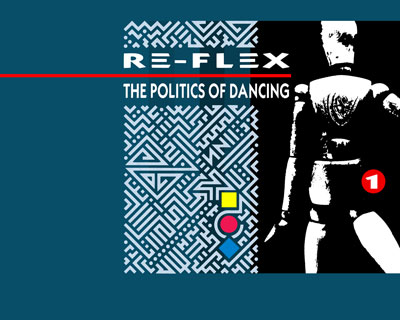 RE-FLEX
THE POLITICS OF DANCING
1